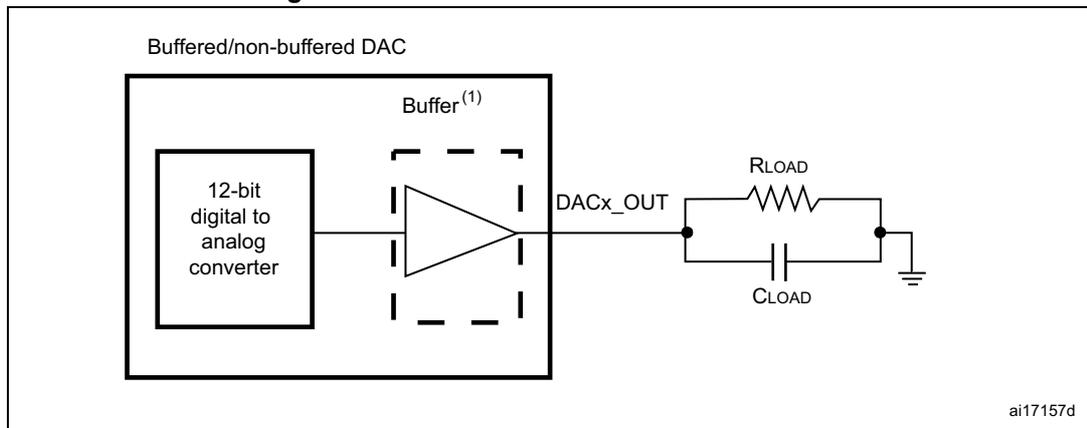 Buffered/non-buffered DAC
Buffer(1)
12-bit
digital to
analog
converter
DACx_OUT
RLOAD
CLOAD
ai17157d